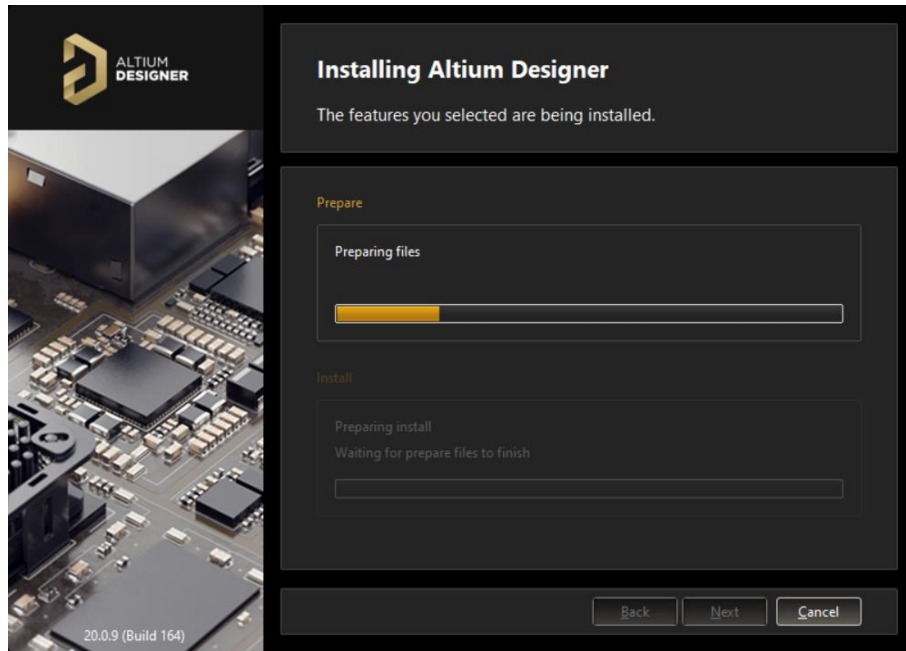 ALTIUM
DESIGNER
Installing Altium Designer
The features you selected are being installed.
Prepare
Preparing files
Install
Preparing install
Waiting for prepare files to finish
20.0.9 (Build 164)
Back
Next
Cancel